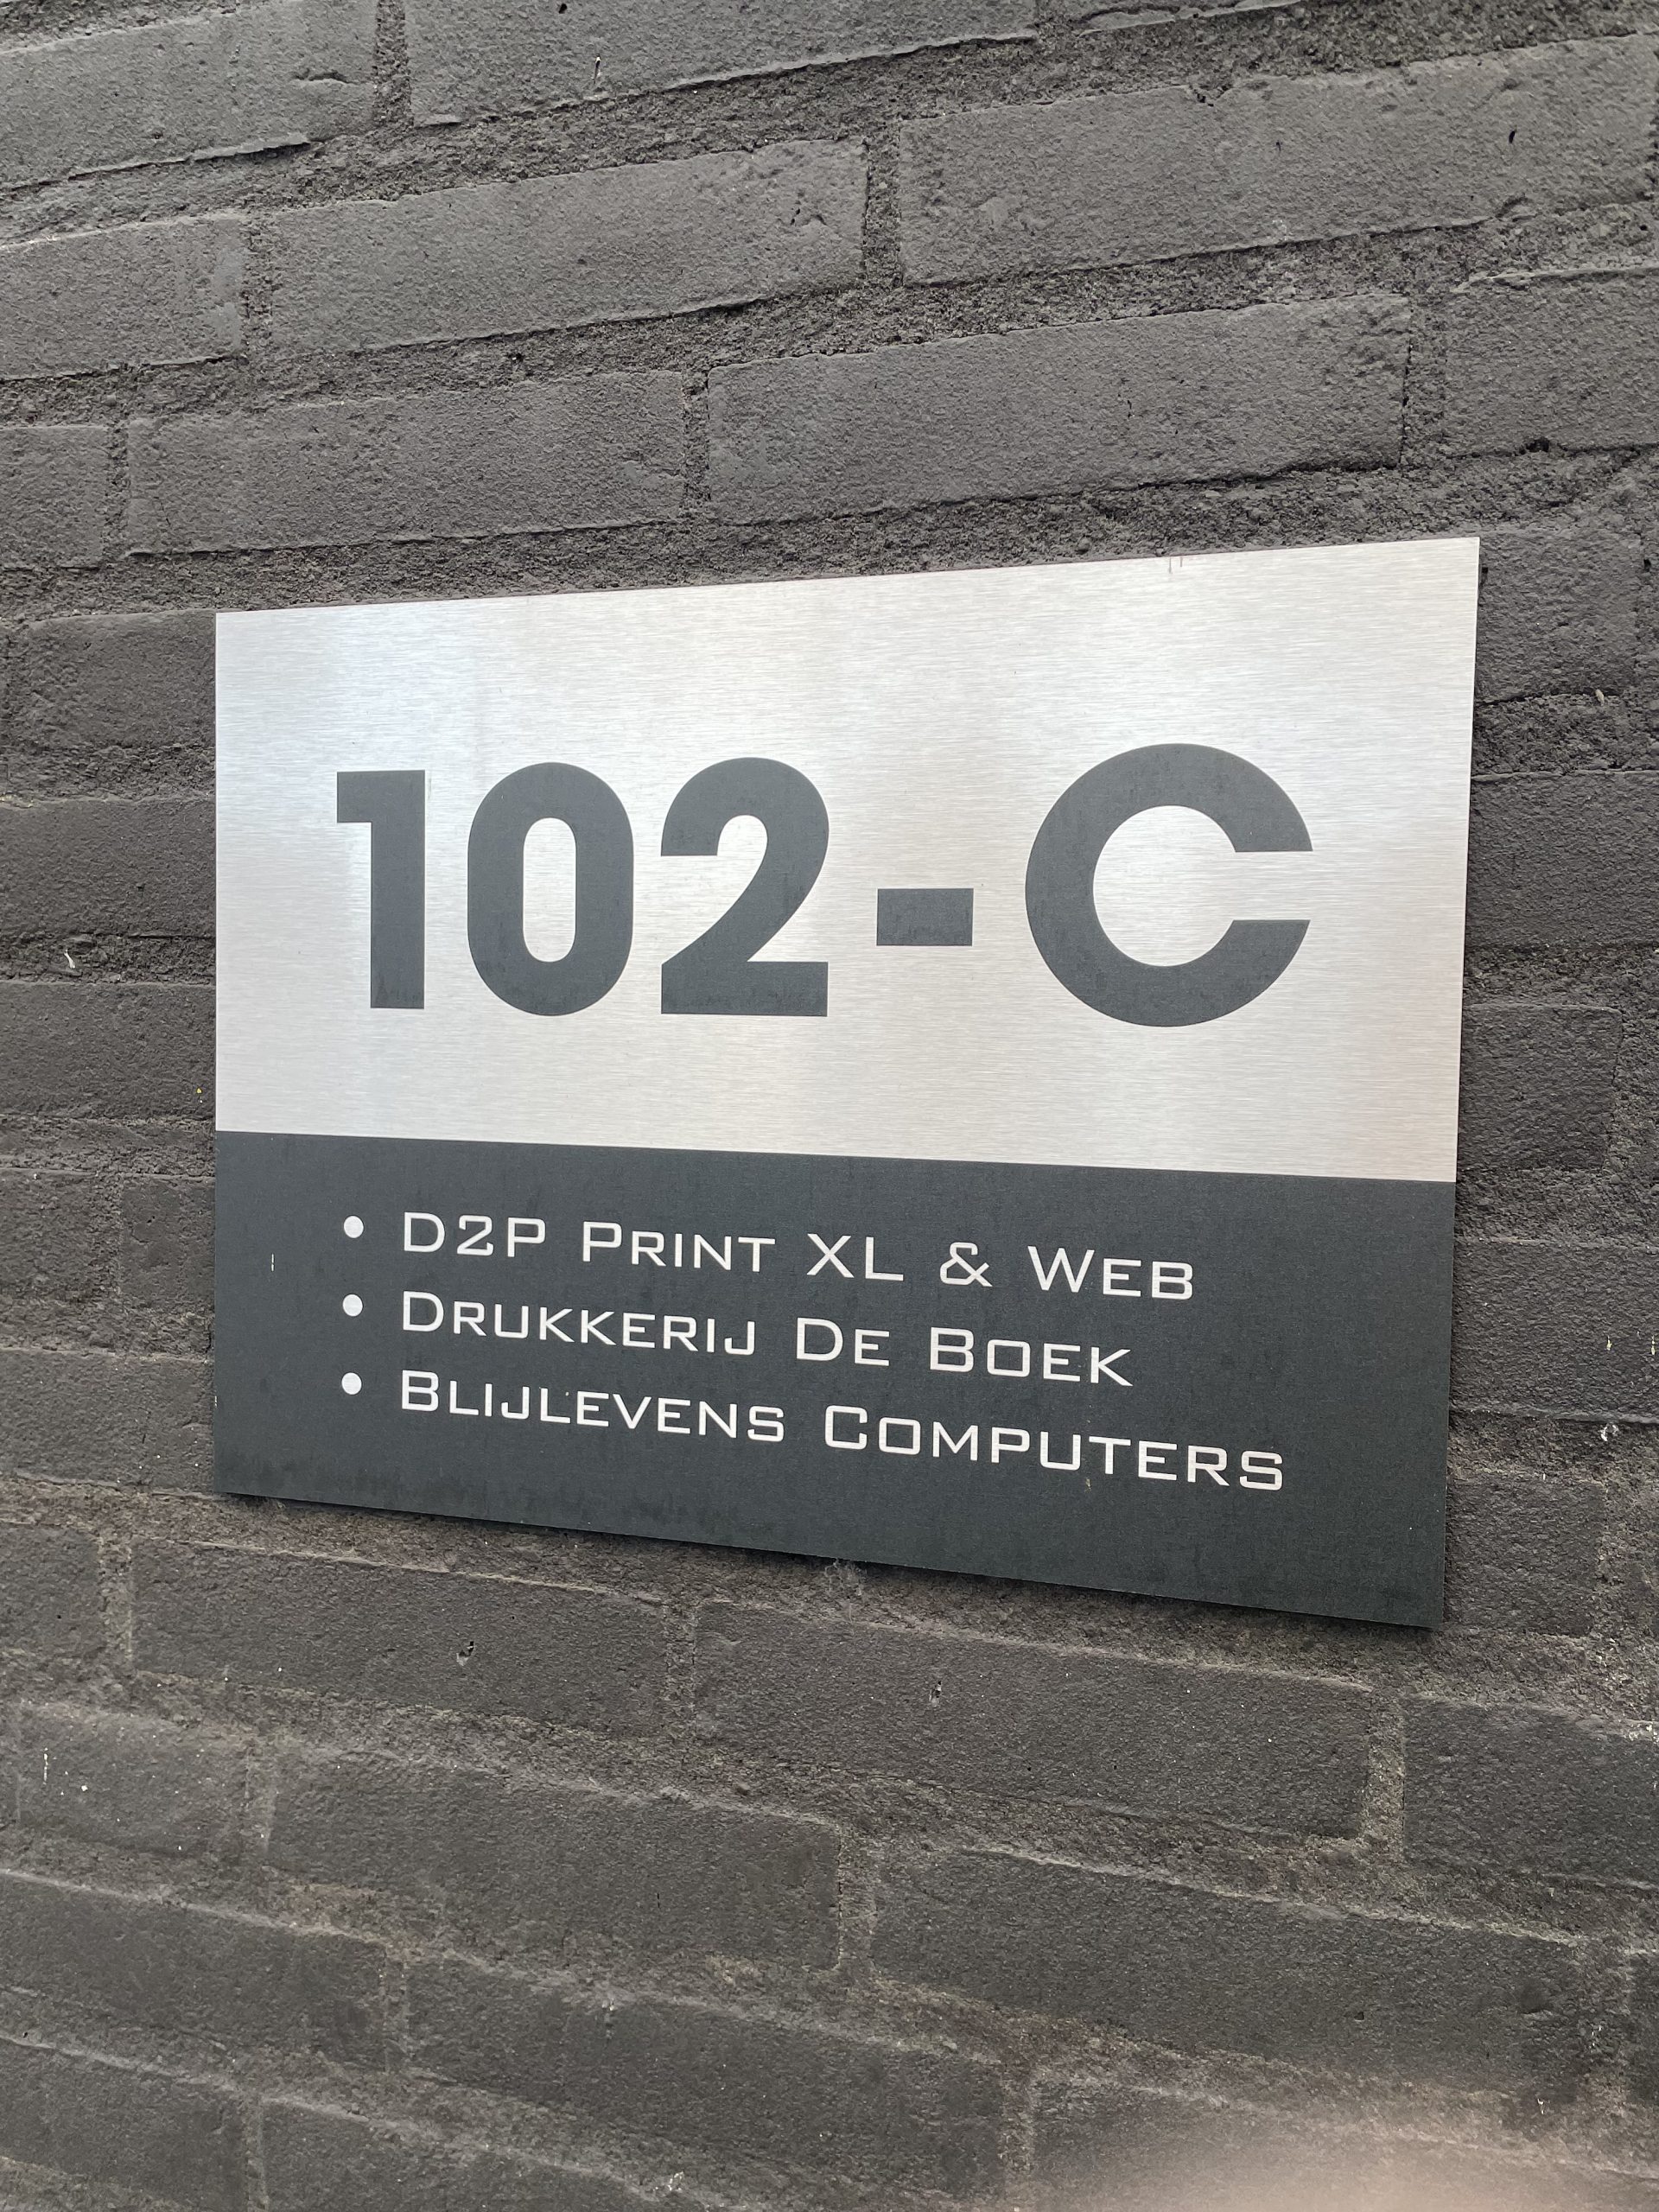 102-C
• D2P Print XL & Web
• Drukkerij De Boek
• Blijlevens Computers